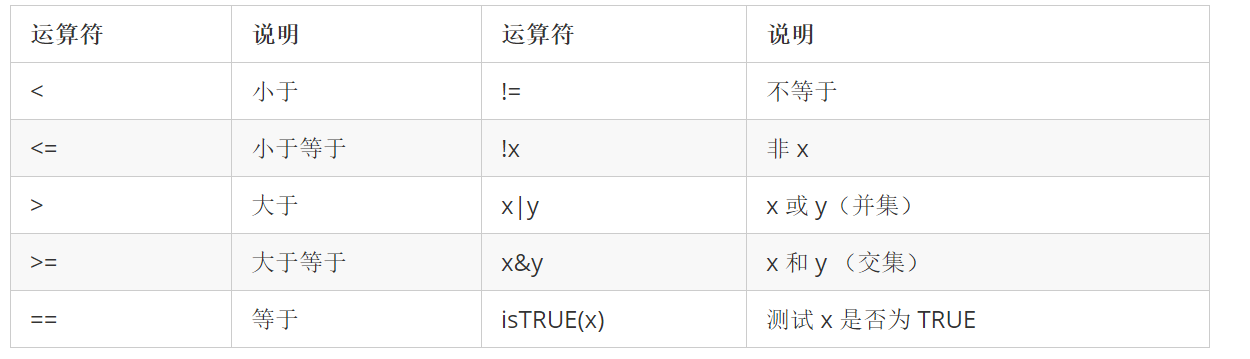 运算符 说明 运算符 说明
< 小于 != 不等于
<= 小于等于 !x 非 x
> 大于 x|y x 或 y（并集）
>= 大于等于 x&y x 和 y （交集）
== 等于 isTRUE(x) 测试 x 是否为 TRUE